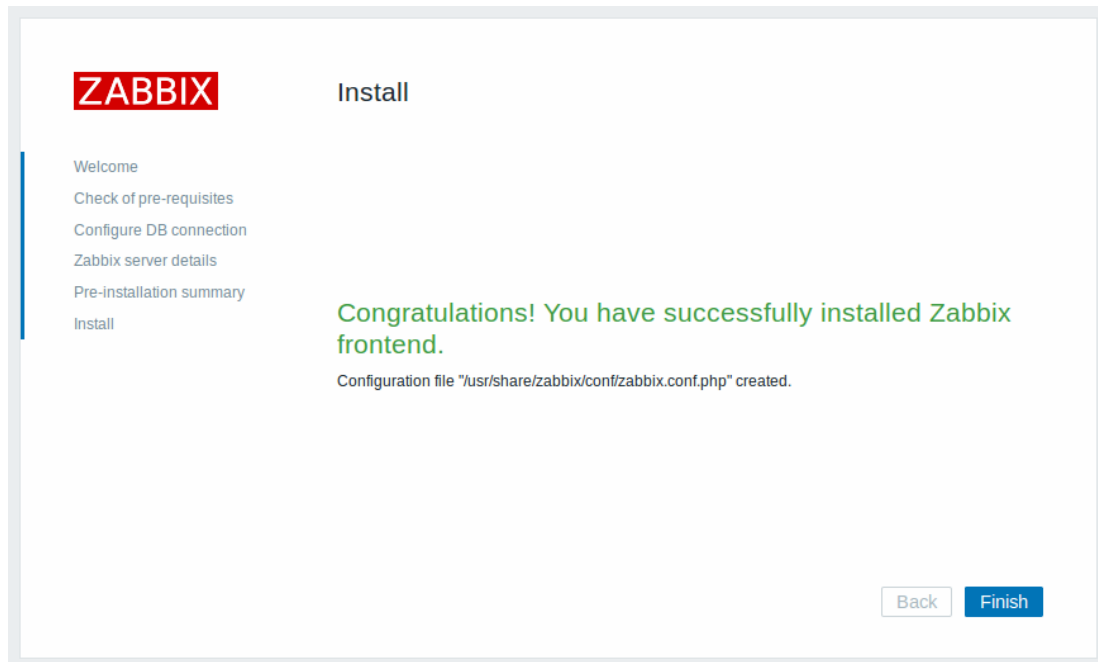 ZABBIX
Install
Welcome
Check of pre-requisites
Configure DB connection
Zabbix server details
Pre-installation summary
Install
Congratulations! You have successfully installed Zabbix
frontend.
Configuration file "/usr/share/zabbix/conf/zabbix.conf.php" created.
Back
Finish